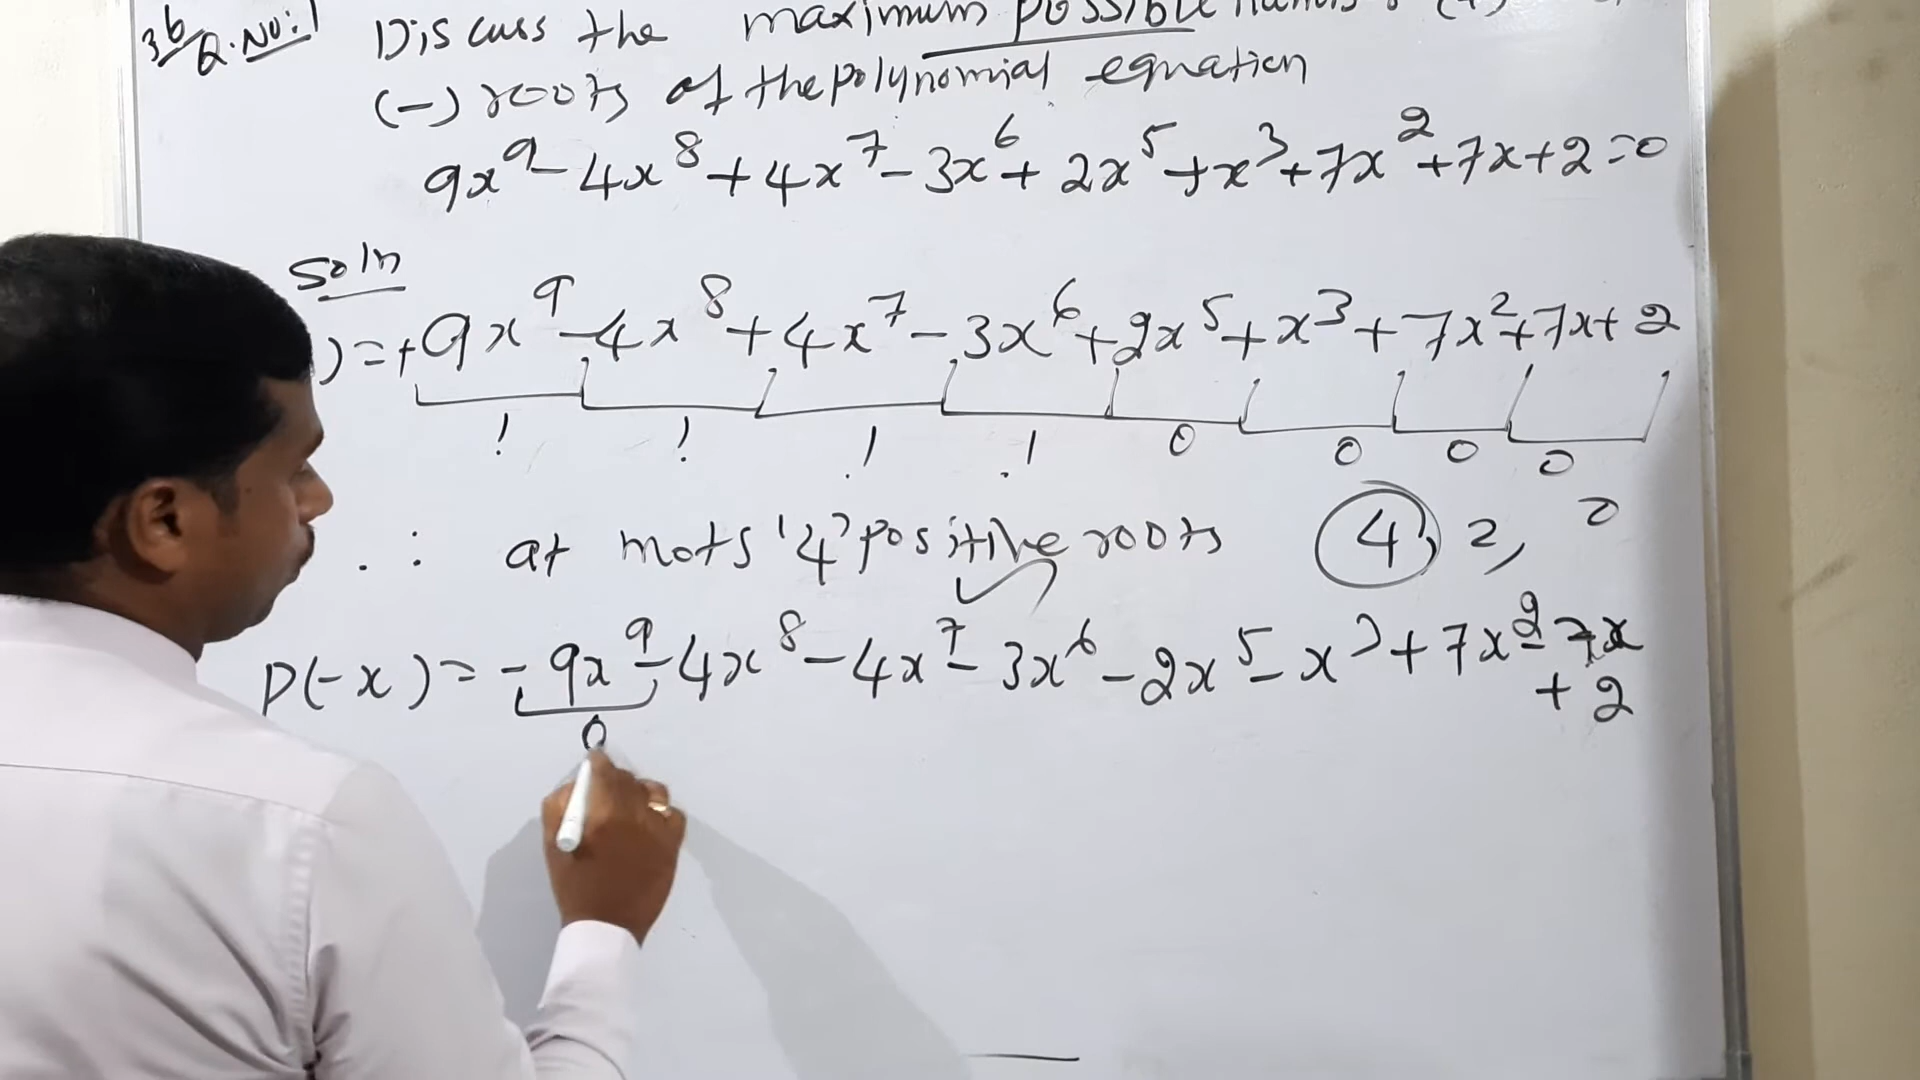 36 Q.No:1 Discuss the maximum possible
(-) roots of the polynomial equation
9x⁹ - 4x⁸ + 4x⁷ - 3x⁶ + 2x⁵ + x³ + 7x² + 7x + 2 = 0
Soln
) = +9x⁹ - 4x⁸ + 4x⁷ - 3x⁶ + 2x⁵ + x³ + 7x² + 7x + 2
1 1 1 1 0 0 0 0
∴ at mots '4' positive roots 4, 2, 0
P(-x) = -9x⁹ - 4x⁸ - 4x⁷ - 3x⁶ - 2x⁵ - x³ + 7x² - 7x
+ 2
0